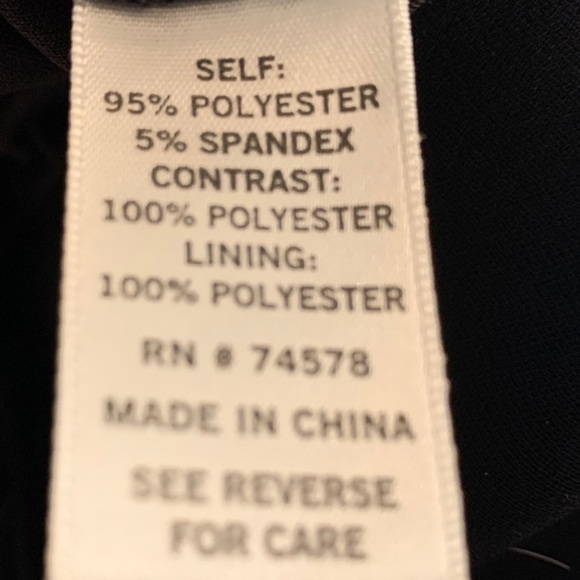 SELF:
95% POLYESTER
5% SPANDEX
CONTRAST:
100% POLYESTER
LINING:
100% POLYESTER
RN # 74578
MADE IN CHINA
SEE REVERSE
FOR CARE